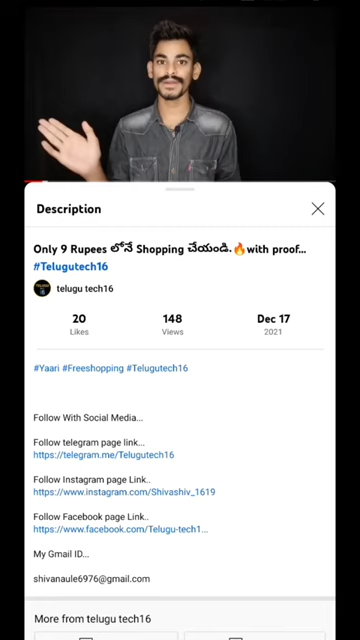 Description
Only 9 Rupees లోనే Shopping చేయండి.🔥with proof...
#Telugutech16
telugu tech16
20 148 Dec 17
Likes Views 2021
#Yaari #Freeshopping #Telugutech16
Follow With Social Media...
Follow telegram page link...
https://telegram.me/Telugutech16
Follow Instagram page Link..
https://www.instagram.com/Shivashiv_1619
Follow Facebook page Link..
https://www.facebook.com/Telugu-tech1...
My Gmail ID...
shivanaule6976@gmail.com
More from telugu tech16